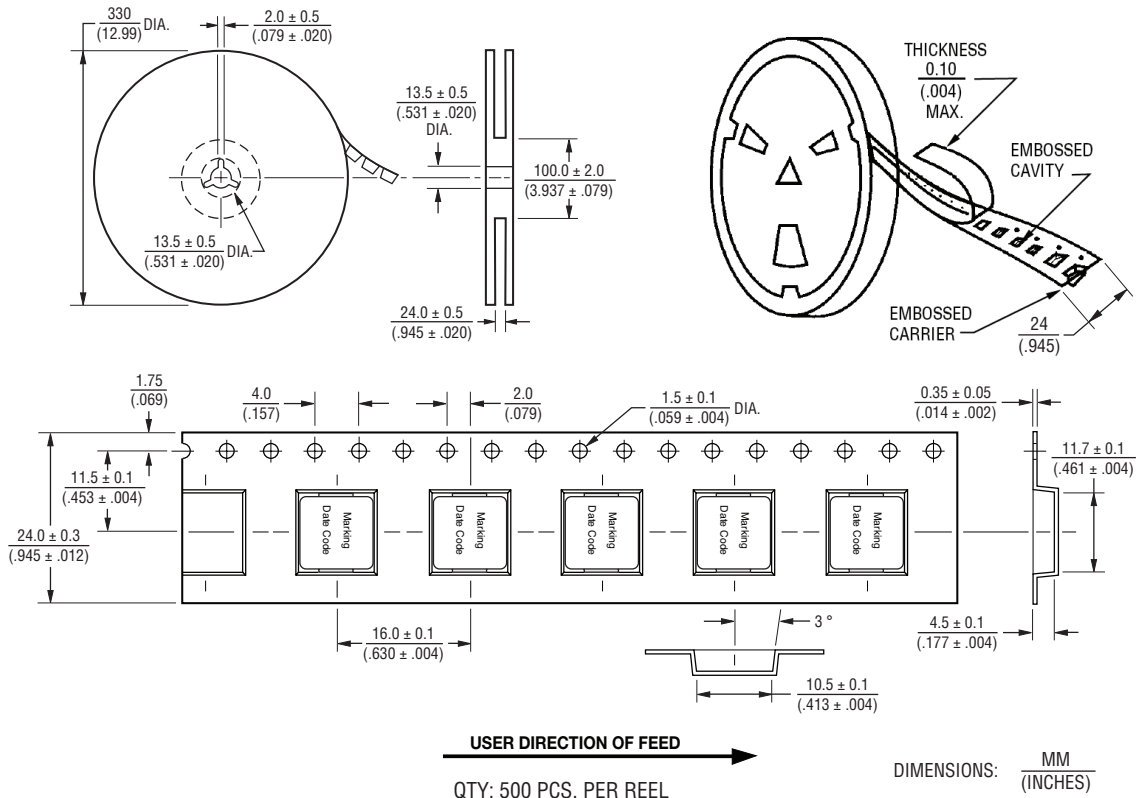 330
(12.99) DIA.
2.0 ± 0.5
(.079 ± .020)
13.5 ± 0.5
(.531 ± .020)
DIA.
100.0 ± 2.0
(3.937 ± .079)
13.5 ± 0.5
(.531 ± .020) DIA.
24.0 ± 0.5
(.945 ± .020)
THICKNESS
0.10
(.004)
MAX.
EMBOSSED
CAVITY
EMBOSSED
CARRIER
24
(.945)
1.75
(.069)
4.0
(.157)
2.0
(.079)
1.5 ± 0.1
(.059 ± .004) DIA.
0.35 ± 0.05
(.014 ± .002)
11.5 ± 0.1
(.453 ± .004)
24.0 ± 0.3
(.945 ± .012)
11.7 ± 0.1
(.461 ± .004)
Marking
Date Code
Marking
Date Code
Marking
Date Code
Marking
Date Code
Marking
Date Code
16.0 ± 0.1
(.630 ± .004)
3 °
4.5 ± 0.1
(.177 ± .004)
10.5 ± 0.1
(.413 ± .004)
USER DIRECTION OF FEED
QTY: 500 PCS. PER REEL
DIMENSIONS: MM
(INCHES)